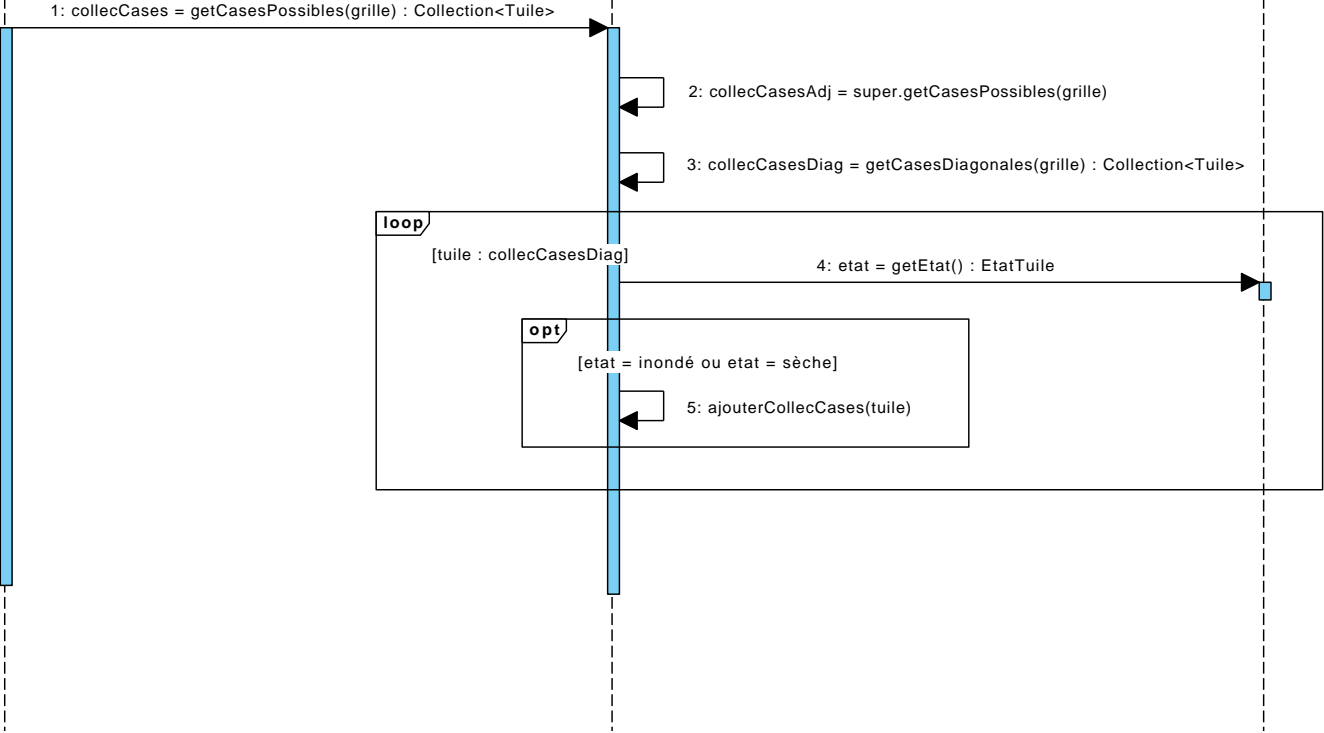 1: collecCases = getCasesPossibles(grille) : Collection<Tuile>
2: collecCasesAdj = super.getCasesPossibles(grille)
3: collecCasesDiag = getCasesDiagonales(grille) : Collection<Tuile>
loop
[tuile : collecCasesDiag]
4: etat = getEtat() : EtatTuile
opt
[etat = inondé ou etat = sèche]
5: ajouterCollecCases(tuile)